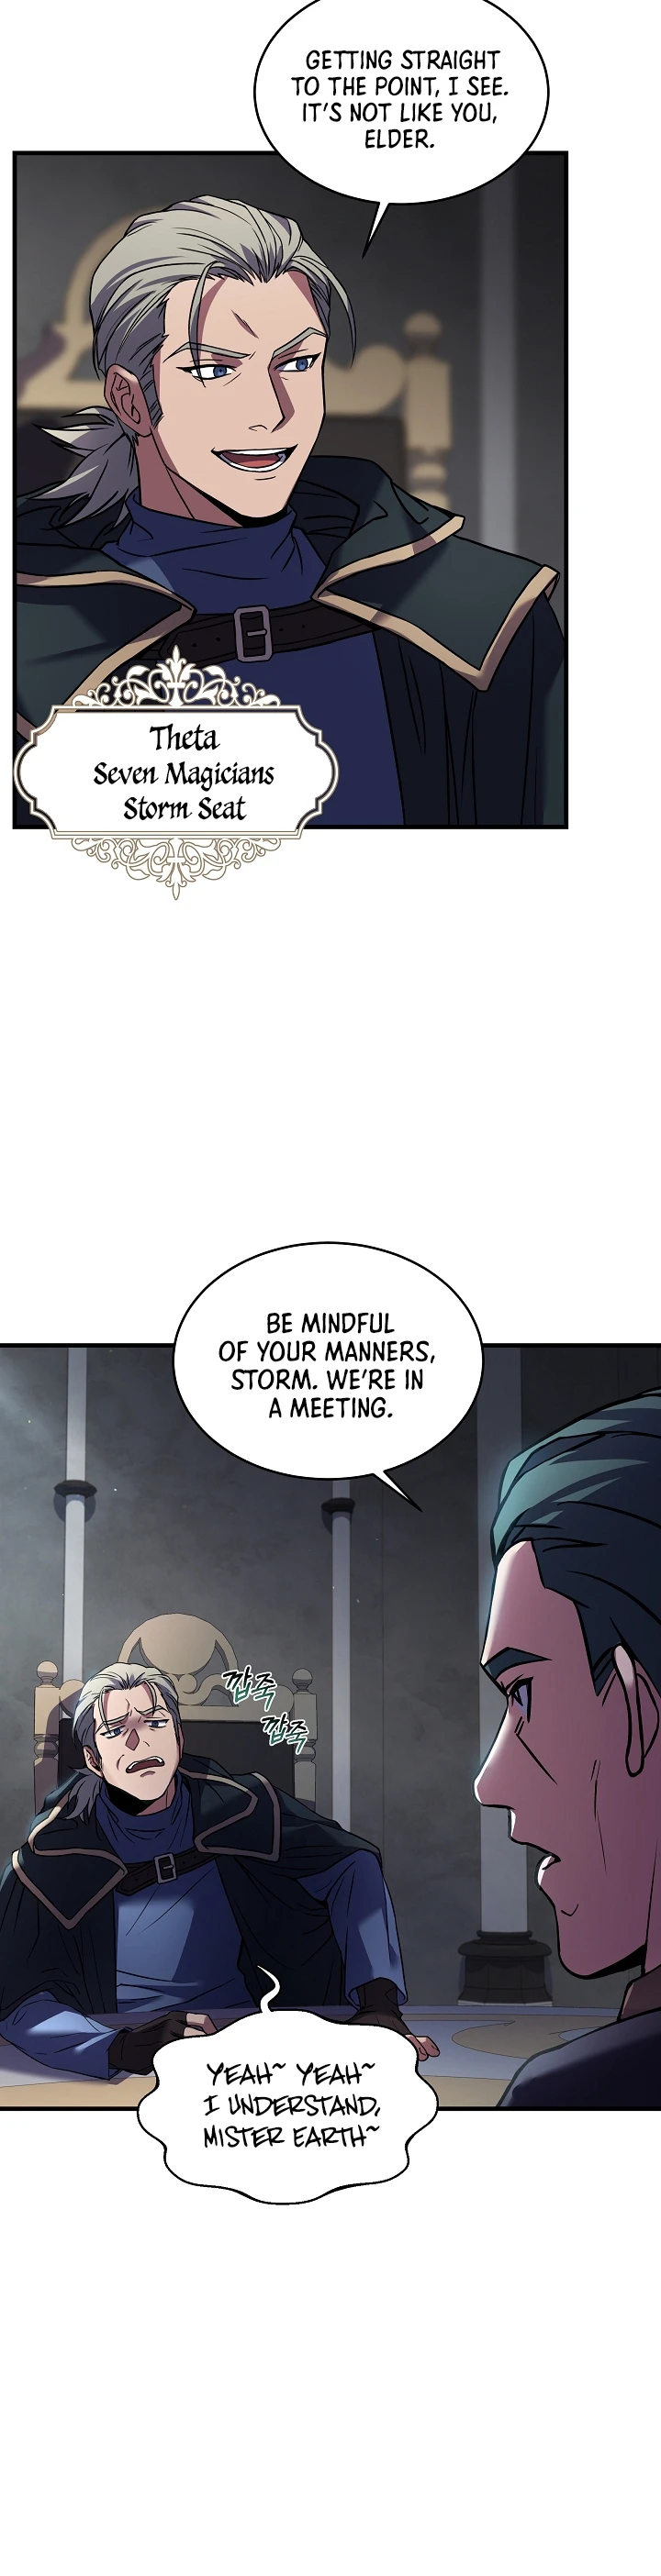 GETTING STRAIGHT
TO THE POINT, I SEE.
IT'S NOT LIKE YOU,
ELDER.
Theta
Seven Magicians
Storm Seat
BE MINDFUL
OF YOUR MANNERS,
STORM. WE'RE IN
A MEETING.
깝죽
깝죽
YEAH~ YEAH~
I UNDERSTAND,
MISTER EARTH~